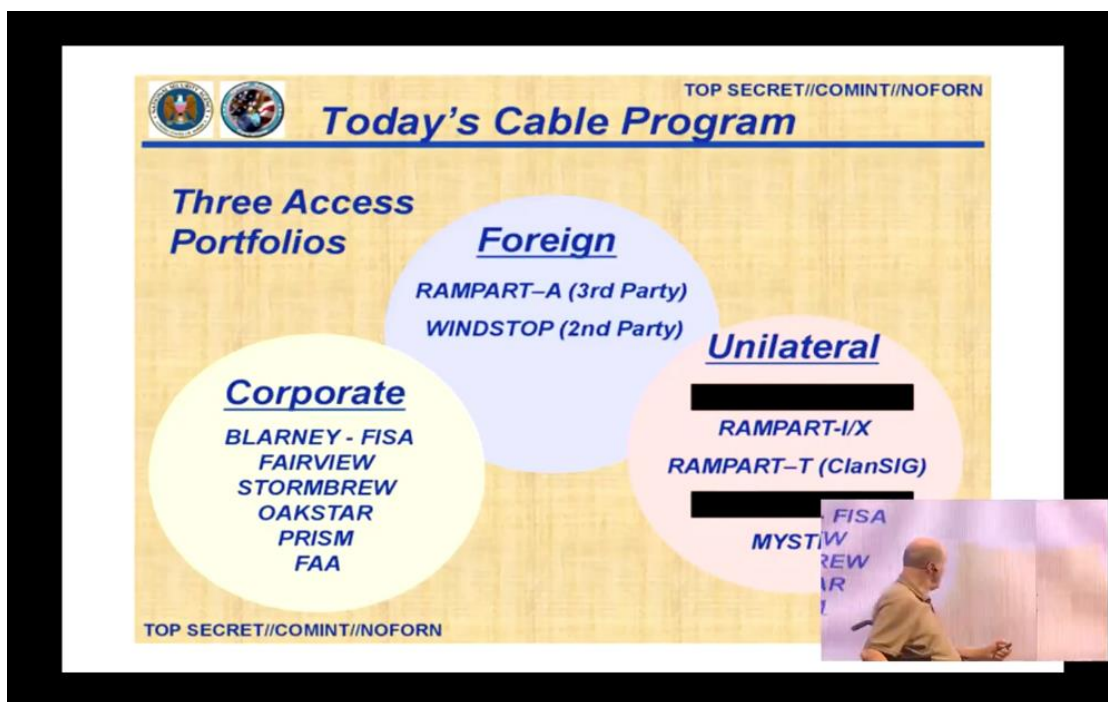 TOP SECRET//COMINT//NOFORN
Today's Cable Program
Three Access
Portfolios
Foreign
RAMPART–A (3rd Party)
WINDSTOP (2nd Party)
Corporate
BLARNEY - FISA
FAIRVIEW
STORMBREW
OAKSTAR
PRISM
FAA
Unilateral
RAMPART-I/X
RAMPART–T (ClanSIG)
TOP SECRET//COMINT//NOFORN
FISA